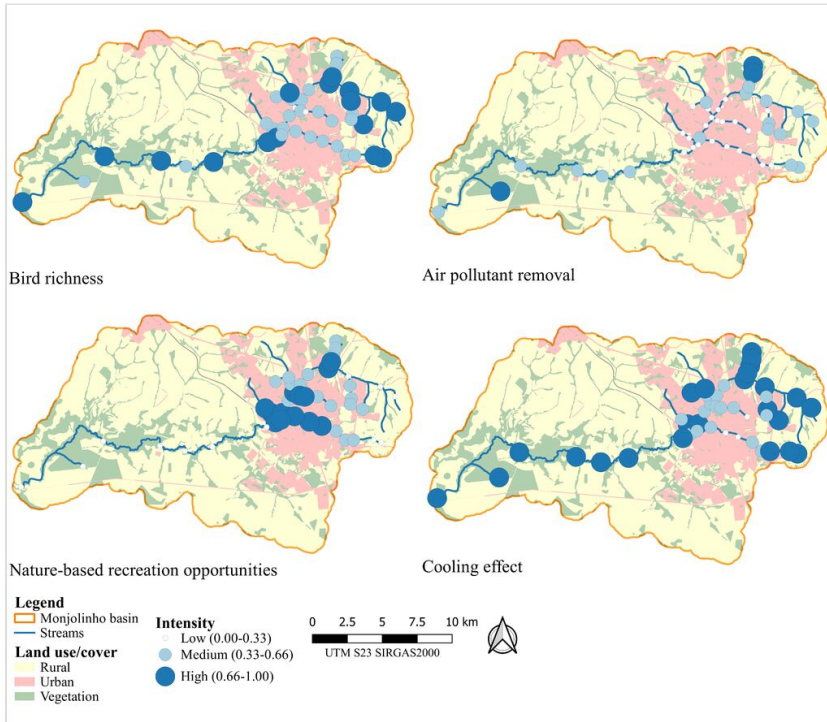 Bird richness
Air pollutant removal
Nature-based recreation opportunities
Cooling effect
Legend
Monjolinho basin
Streams
Land use/cover
Rural
Urban
Vegetation
Intensity
Low (0.00-0.33)
Medium (0.33-0.66)
High (0.66-1.00)
0 2.5 5 7.5 10 km
UTM S23 SIRGAS2000